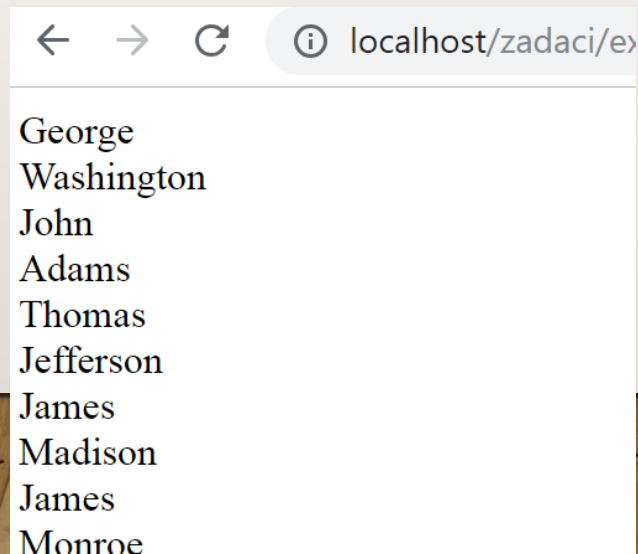 localhost/zadaci/ex
George
Washington
John
Adams
Thomas
Jefferson
James
Madison
James
Monroe